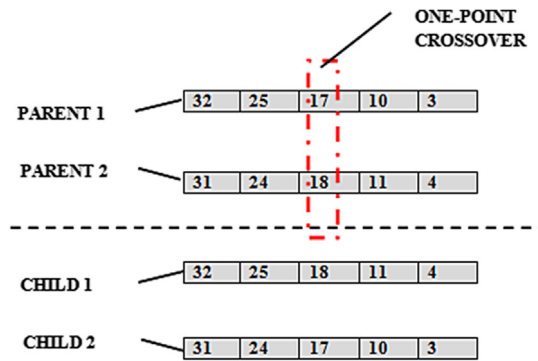 ONE-POINT
CROSSOVER
PARENT 1
32 25 17 10 3
PARENT 2
31 24 18 11 4
CHILD 1
32 25 18 11 4
CHILD 2
31 24 17 10 3